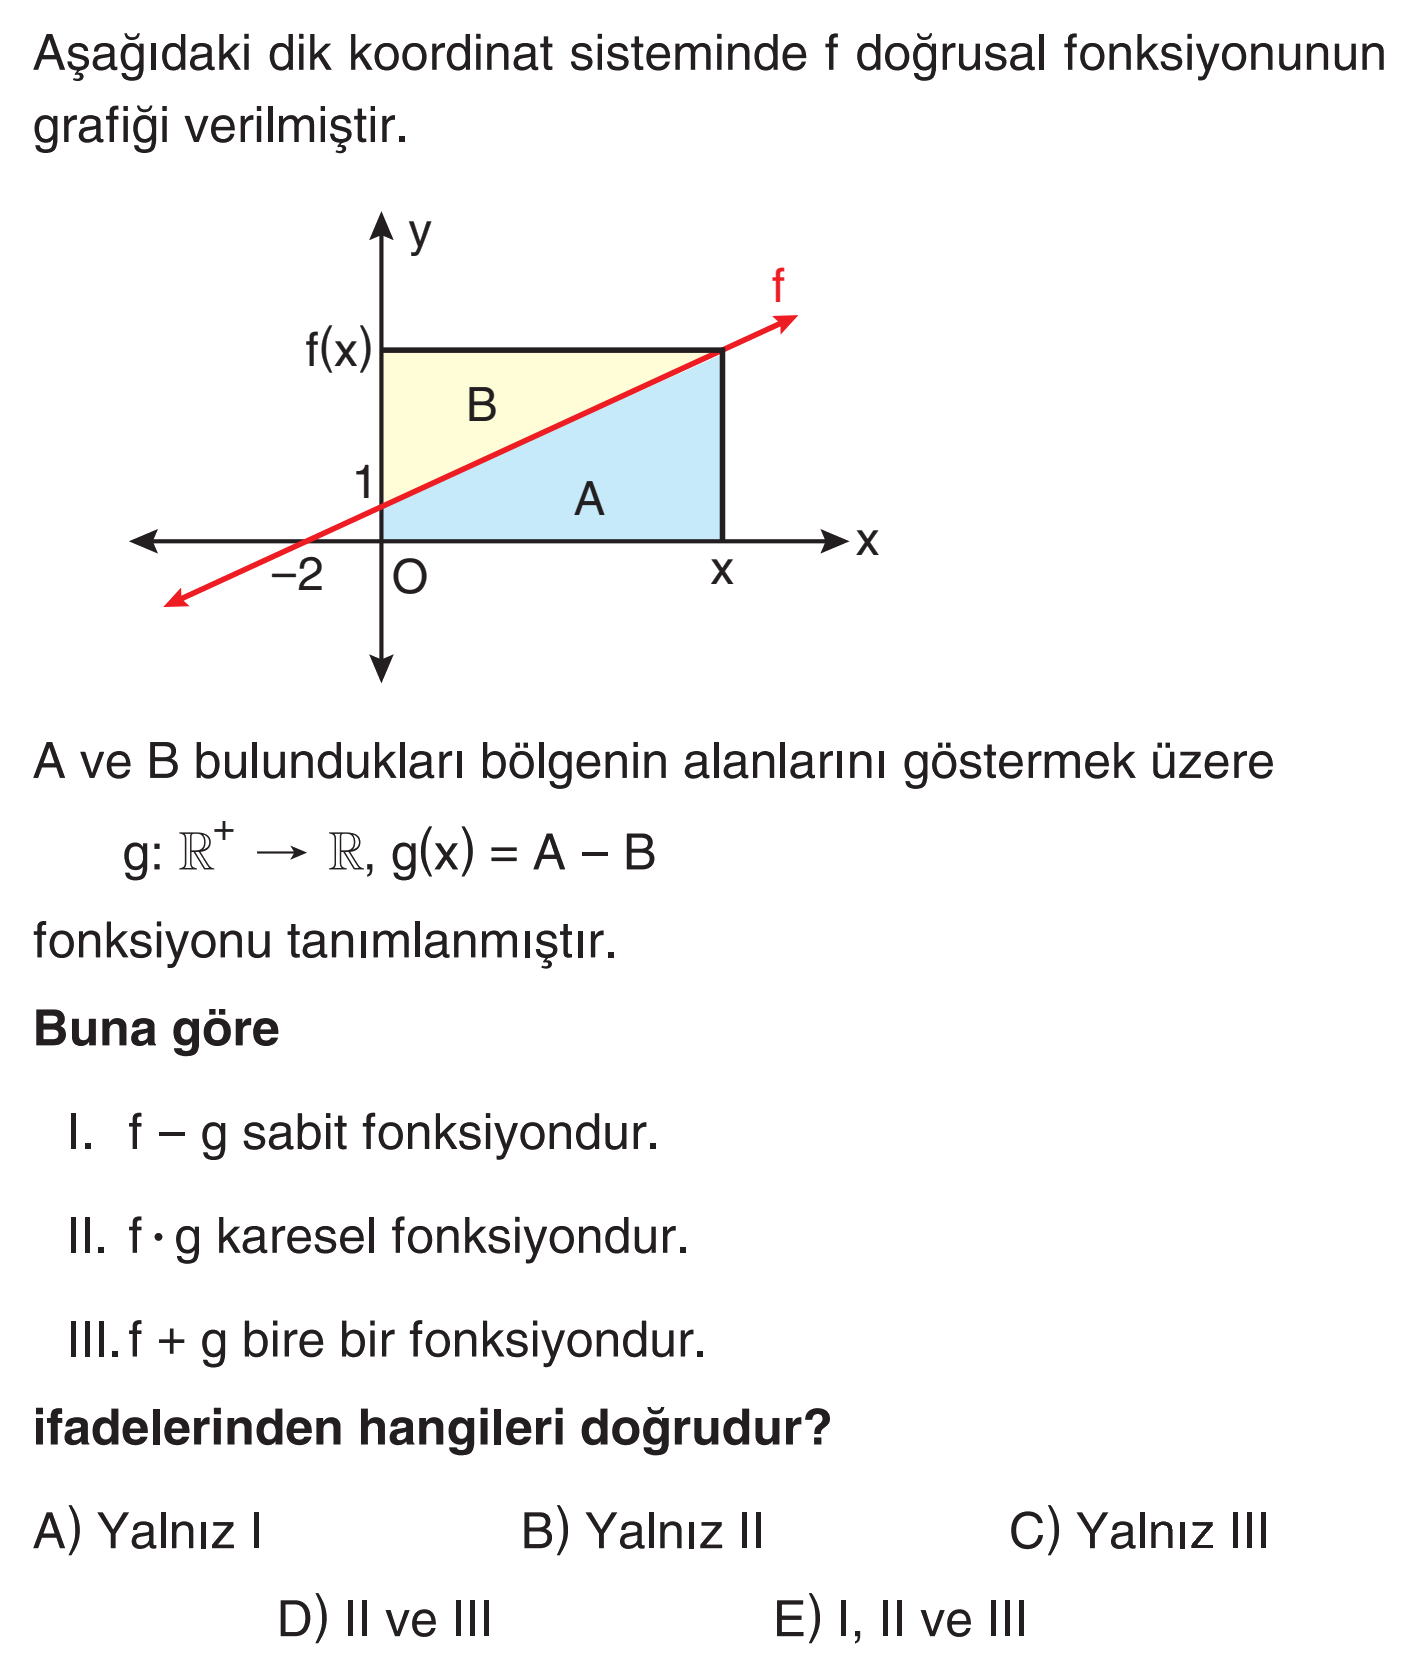 Aşağıdaki dik koordinat sisteminde f doğrusal fonksiyonunun
grafiği verilmiştir.
y
f
f(x)
B
1
A
x
–2
O
x
A ve B bulundukları bölgenin alanlarını göstermek üzere
g: ℝ⁺ → ℝ, g(x) = A – B
fonksiyonu tanımlanmıştır.
Buna göre
I. f – g sabit fonksiyondur.
II. f · g karesel fonksiyondur.
III. f + g bire bir fonksiyondur.
ifadelerinden hangileri doğrudur?
A) Yalnız I B) Yalnız II C) Yalnız III
D) II ve III E) I, II ve III